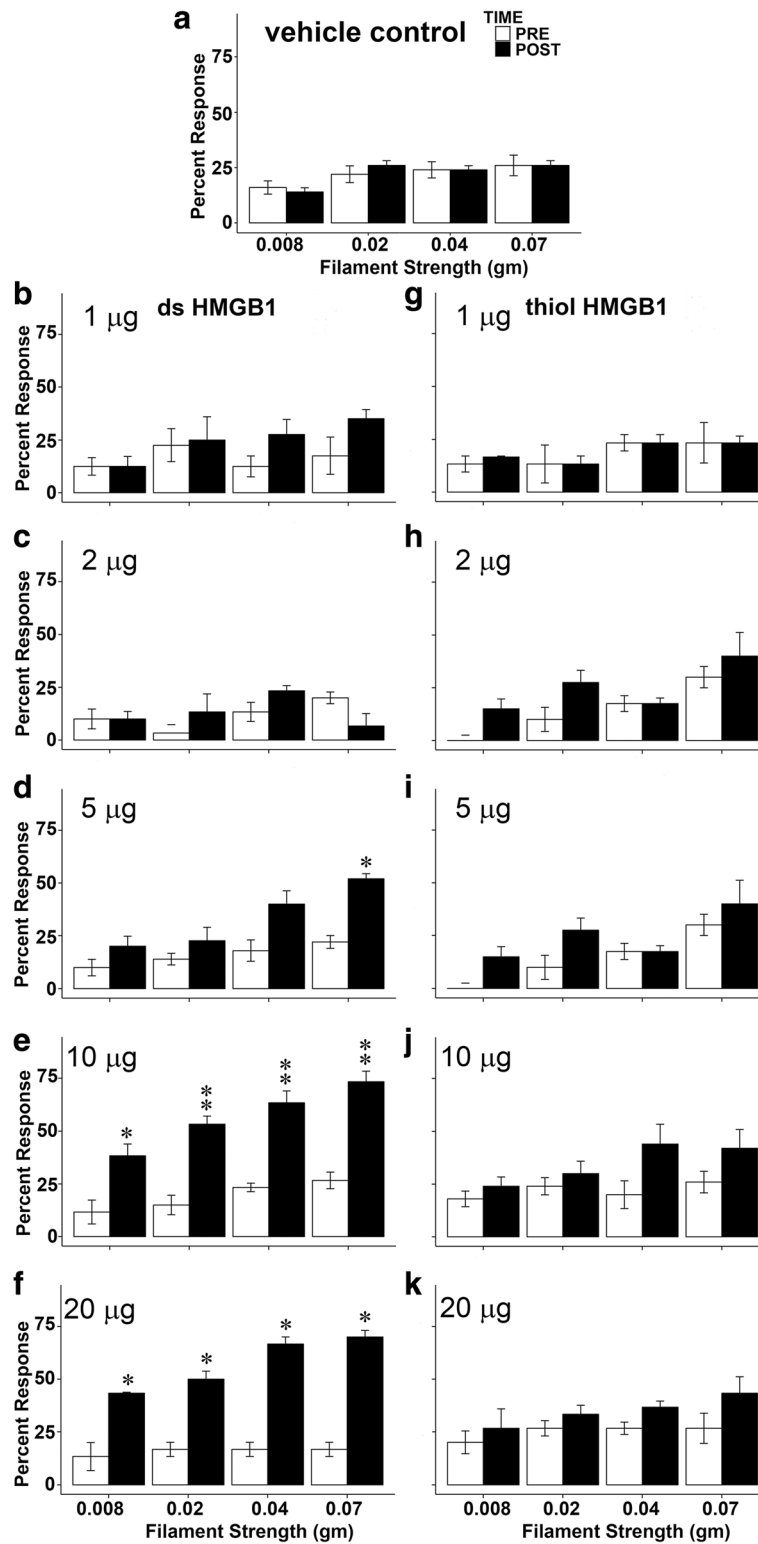 a
vehicle control
TIME
PRE
POST
Percent Response
75
50
25
0
0.008 0.02 0.04 0.07
Filament Strength (gm)
b
1 μg ds HMGB1
Percent Response
75
50
25
0
g
1 μg thiol HMGB1
c
2 μg
Percent Response
75
50
25
0
h
2 μg
d
5 μg
Percent Response
75
50
25
0
*
i
5 μg
e
10 μg
Percent Response
75
50
25
0
* ** ** **
j
10 μg
f
20 μg
Percent Response
75
50
25
0
* * * *
0.008 0.02 0.04 0.07
Filament Strength (gm)
k
20 μg
0.008 0.02 0.04 0.07
Filament Strength (gm)